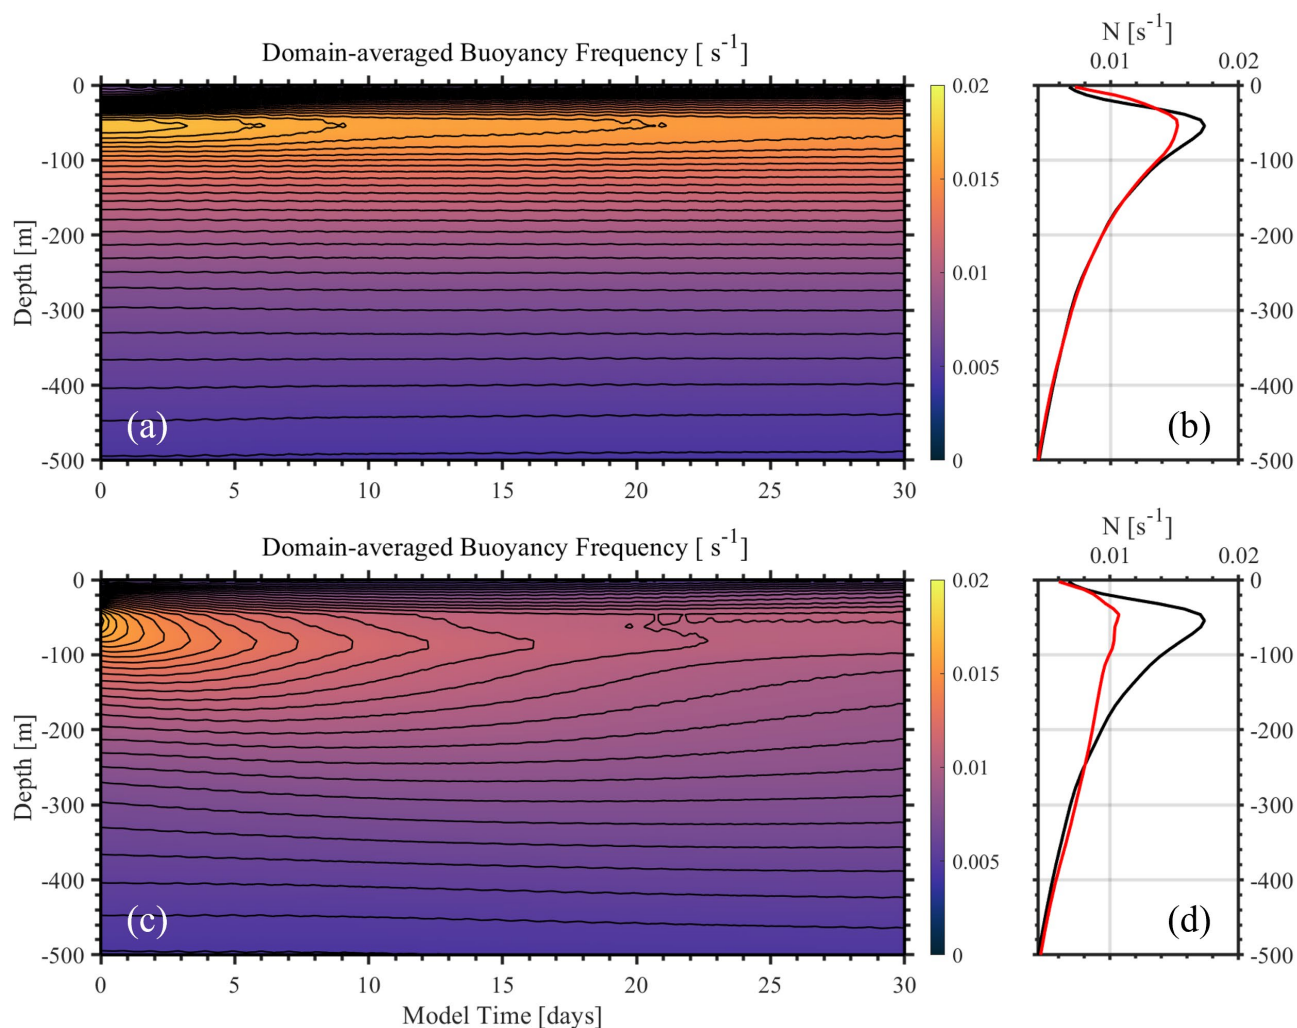 Domain-averaged Buoyancy Frequency [ s-1]
N [s-1]
0.01 0.02
0
-100
-200
-300
-400
-500
Depth [m]
0 5 10 15 20 25 30
(a)
0.02
0.015
0.01
0.005
0
0
-100
-200
-300
-400
-500
(b)
Domain-averaged Buoyancy Frequency [ s-1]
N [s-1]
0.01 0.02
0
-100
-200
-300
-400
-500
Depth [m]
0 5 10 15 20 25 30
Model Time [days]
(c)
0.02
0.015
0.01
0.005
0
0
-100
-200
-300
-400
-500
(d)